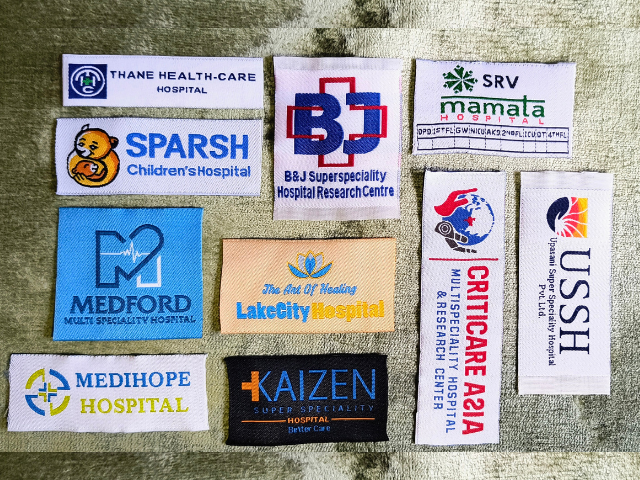 THANE HEALTH-CARE
HOSPITAL
SPARSH
Children's Hospital
BJ
B&J Superspeciality
Hospital Research Centre
SRV
mamata
HOSPITAL
MEDFORD
MULTI SPECIALITY HOSPITAL
The Art Of Healing
LakeCity Hospital
CRITICARE ASIA
MULTISPECIALITY HOSPITAL
& RESEARCH CENTER
USSH
Upasani Super Speciality Hospital
Pvt. Ltd.
MEDIHOPE
HOSPITAL
KAIZEN
SUPER SPECIALITY
HOSPITAL
Better Care